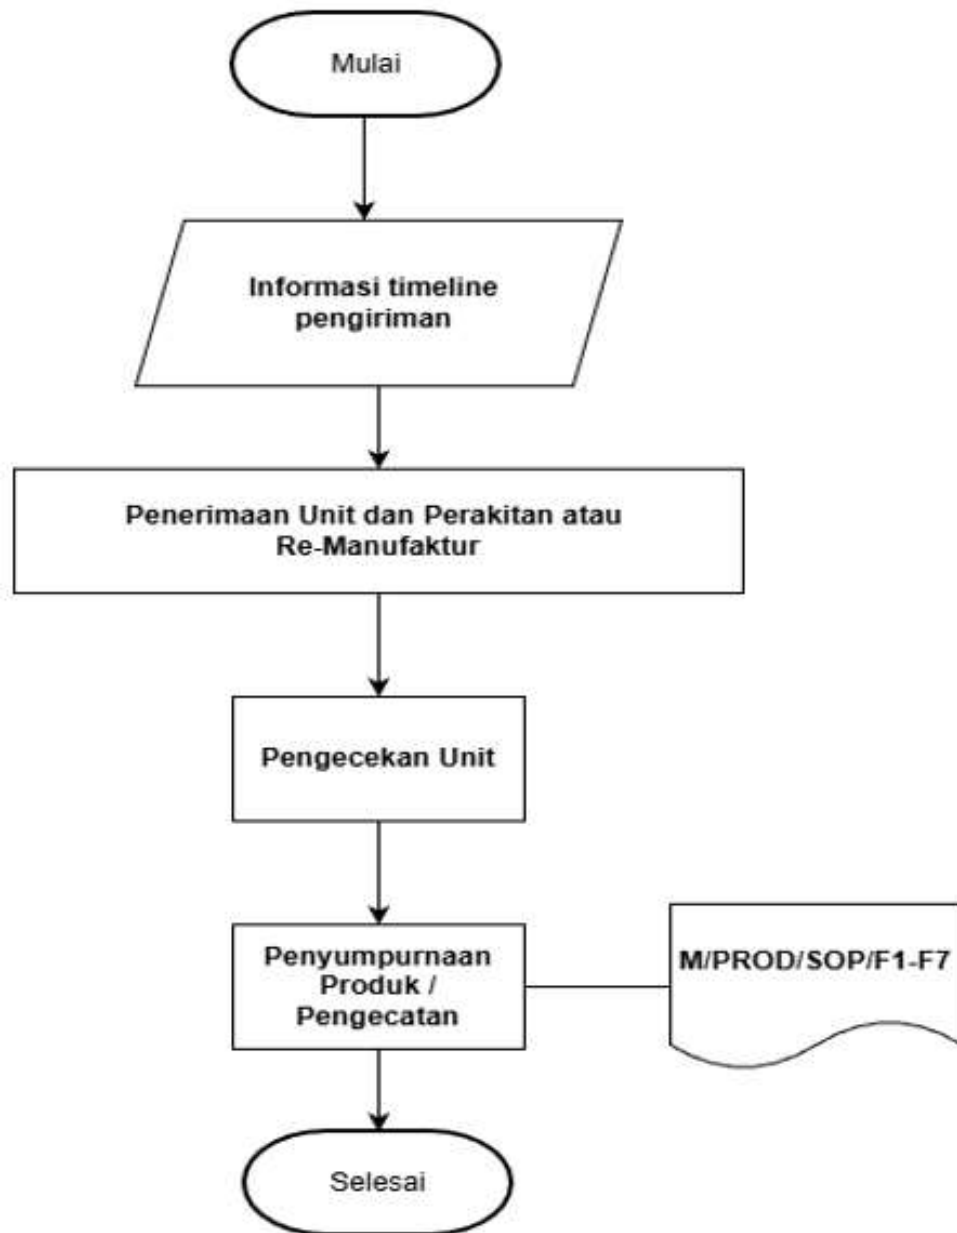 Mulai
Informasi timeline
pengiriman
Penerimaan Unit dan Perakitan atau
Re-Manufaktur
Pengecekan Unit
Penyumpurnaan
Produk /
Pengecatan
M/PROD/SOP/F1-F7
Selesai